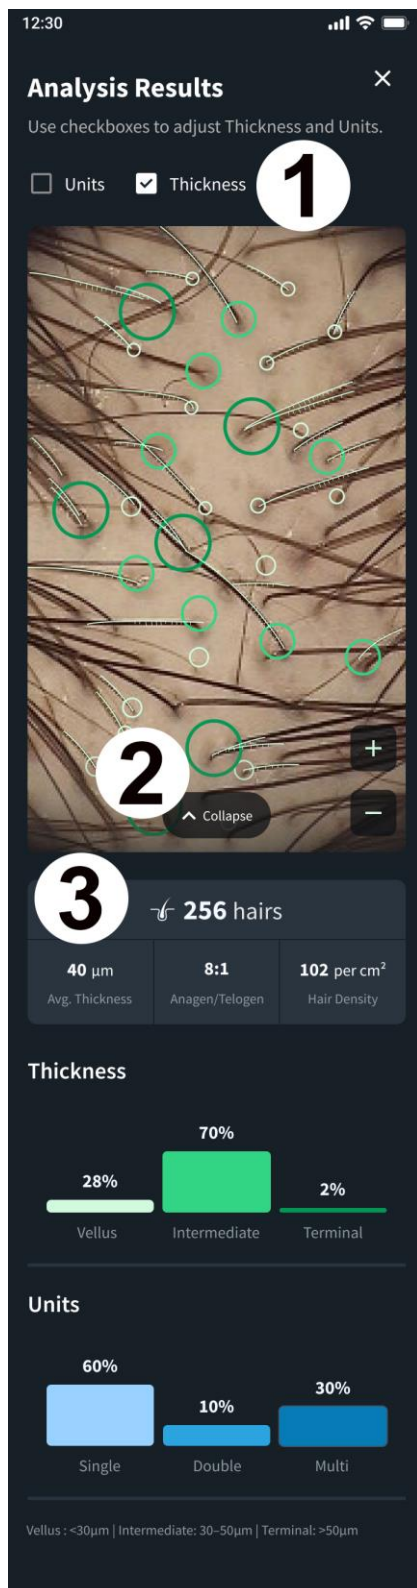 12:30
Analysis Results
Use checkboxes to adjust Thickness and Units.
Units Thickness
1
2
Collapse
3
256 hairs
40 μm 8:1 102 per cm²
Avg. Thickness Anagen/Telogen Hair Density
Thickness
70%
28% 2%
Vellus Intermediate Terminal
Units
60%
30%
10%
Single Double Multi
Vellus : <30μm | Intermediate: 30–50μm | Terminal: >50μm